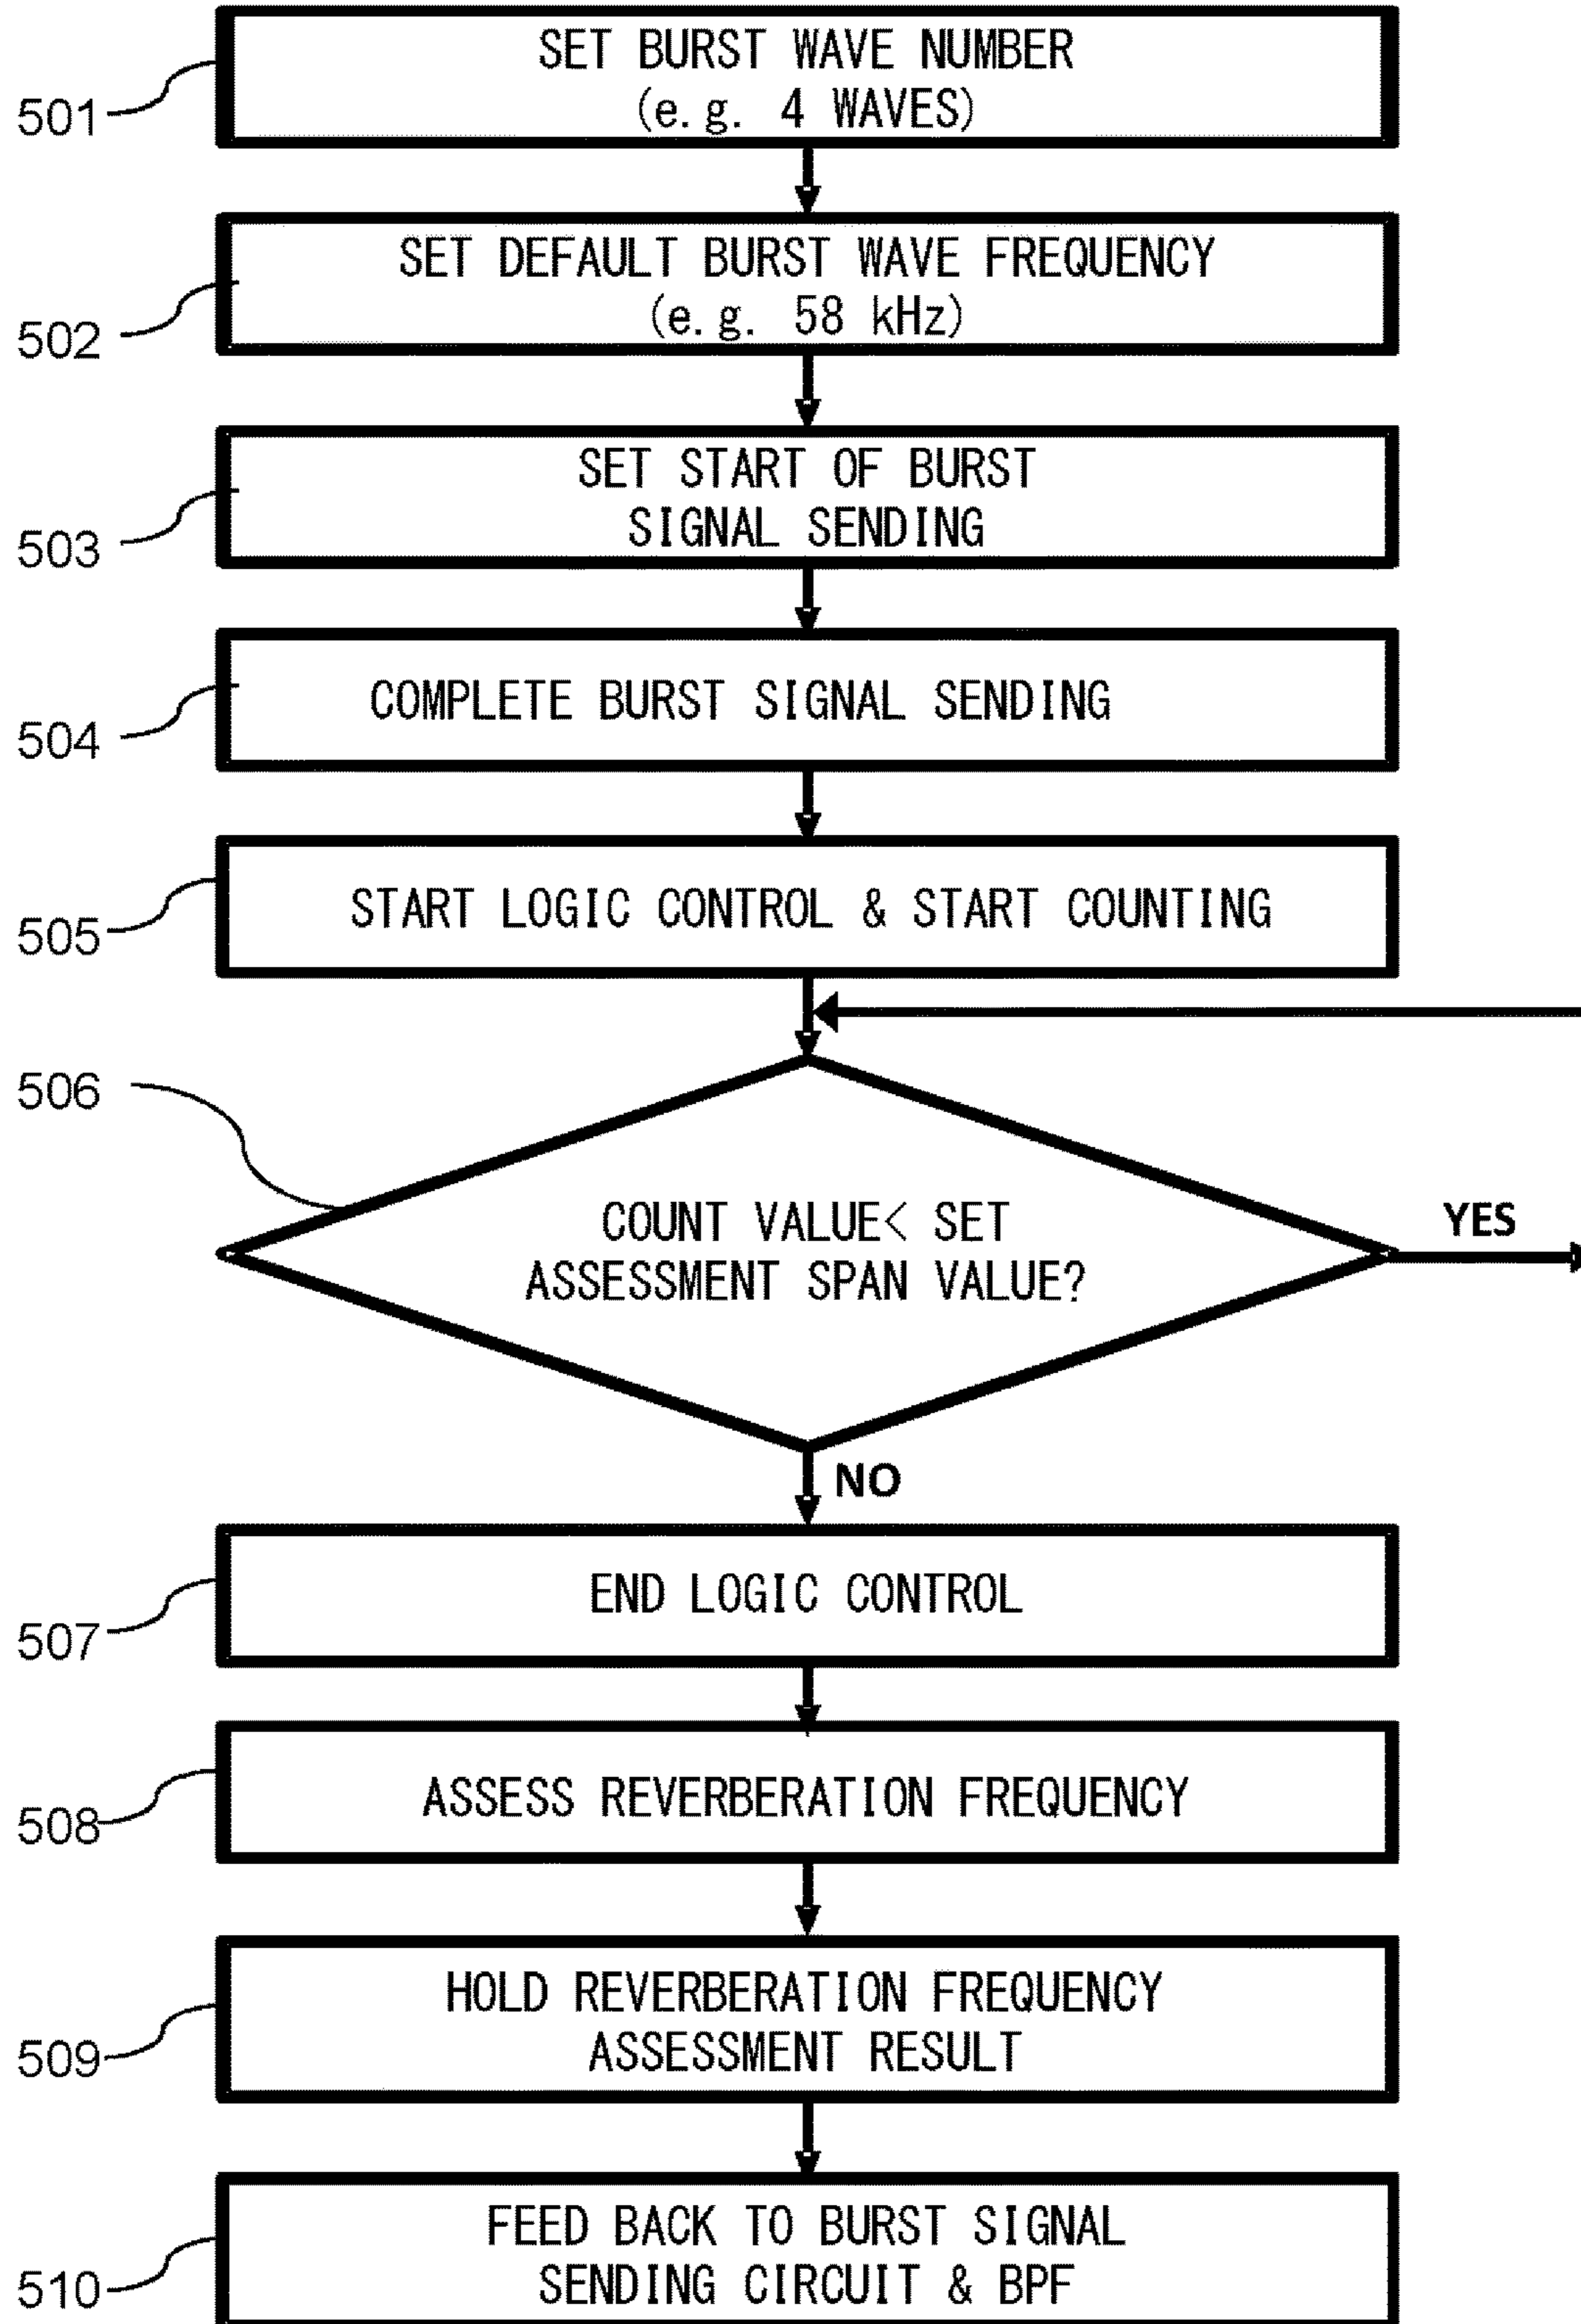 SET BURST WAVE NUMBER
(e.g. 4 WAVES)
501
SET DEFAULT BURST WAVE FREQUENCY
(e.g. 58 kHz)
502
SET START OF BURST
SIGNAL SENDING
503
COMPLETE BURST SIGNAL SENDING
504
START LOGIC CONTROL & START COUNTING
505
506
COUNT VALUE< SET
ASSESSMENT SPAN VALUE?
YES
NO
END LOGIC CONTROL
507
ASSESS REVERBERATION FREQUENCY
508
HOLD REVERBERATION FREQUENCY
ASSESSMENT RESULT
509
FEED BACK TO BURST SIGNAL
SENDING CIRCUIT & BPF
510